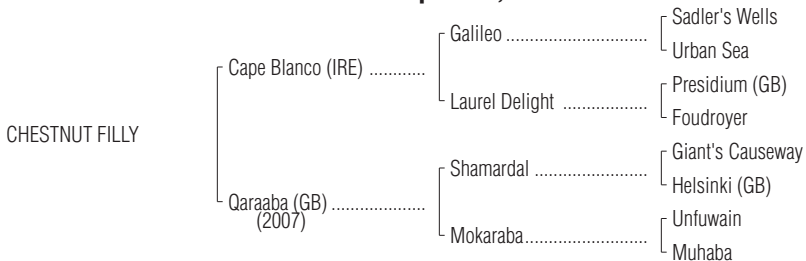 Sadler's Wells
Galileo ................................
Urban Sea
Cape Blanco (IRE) ............
Presidium (GB)
Laurel Delight ...................
Foudroyer
CHESTNUT FILLY
Giant's Causeway
Shamardal ..........................
Helsinki (GB)
Qaraaba (GB) ....................
(2007)
Unfuwain
Mokaraba............................
Muhaba